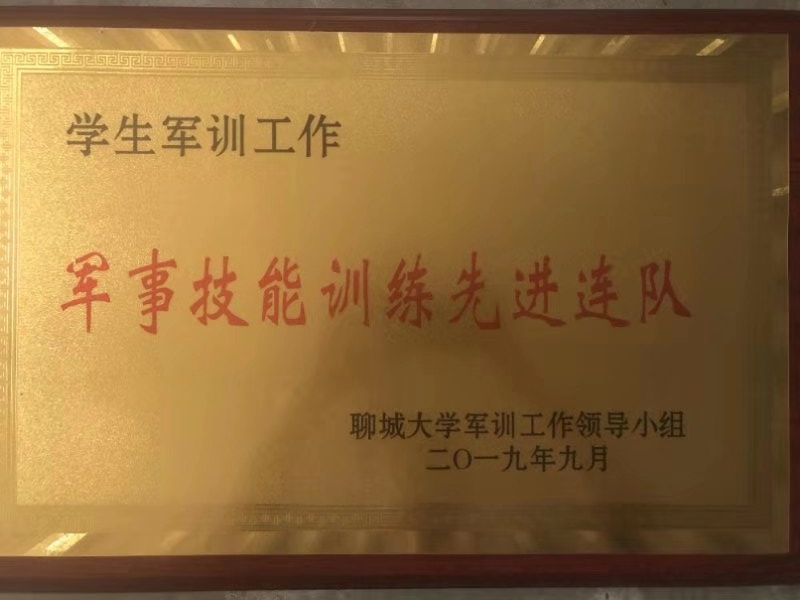 学生军训工作
军事技能训练先进连队
聊城大学军训工作领导小组
二〇一九年九月